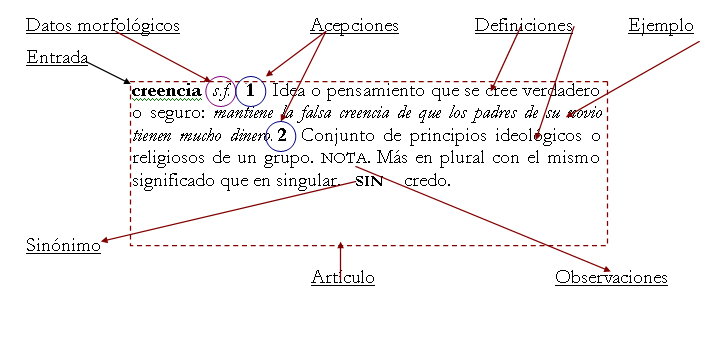 Datos morfológicos Acepciones Definiciones Ejemplo
Entrada
creencia s.f. 1 Idea o pensamiento que se cree verdadero
o seguro: mantiene la falsa creencia de que los padres de su novio
tienen mucho dinero. 2 Conjunto de principios ideológicos o
religiosos de un grupo. NOTA. Más en plural con el mismo
significado que en singular. SIN credo.
Sinónimo
Artículo Observaciones